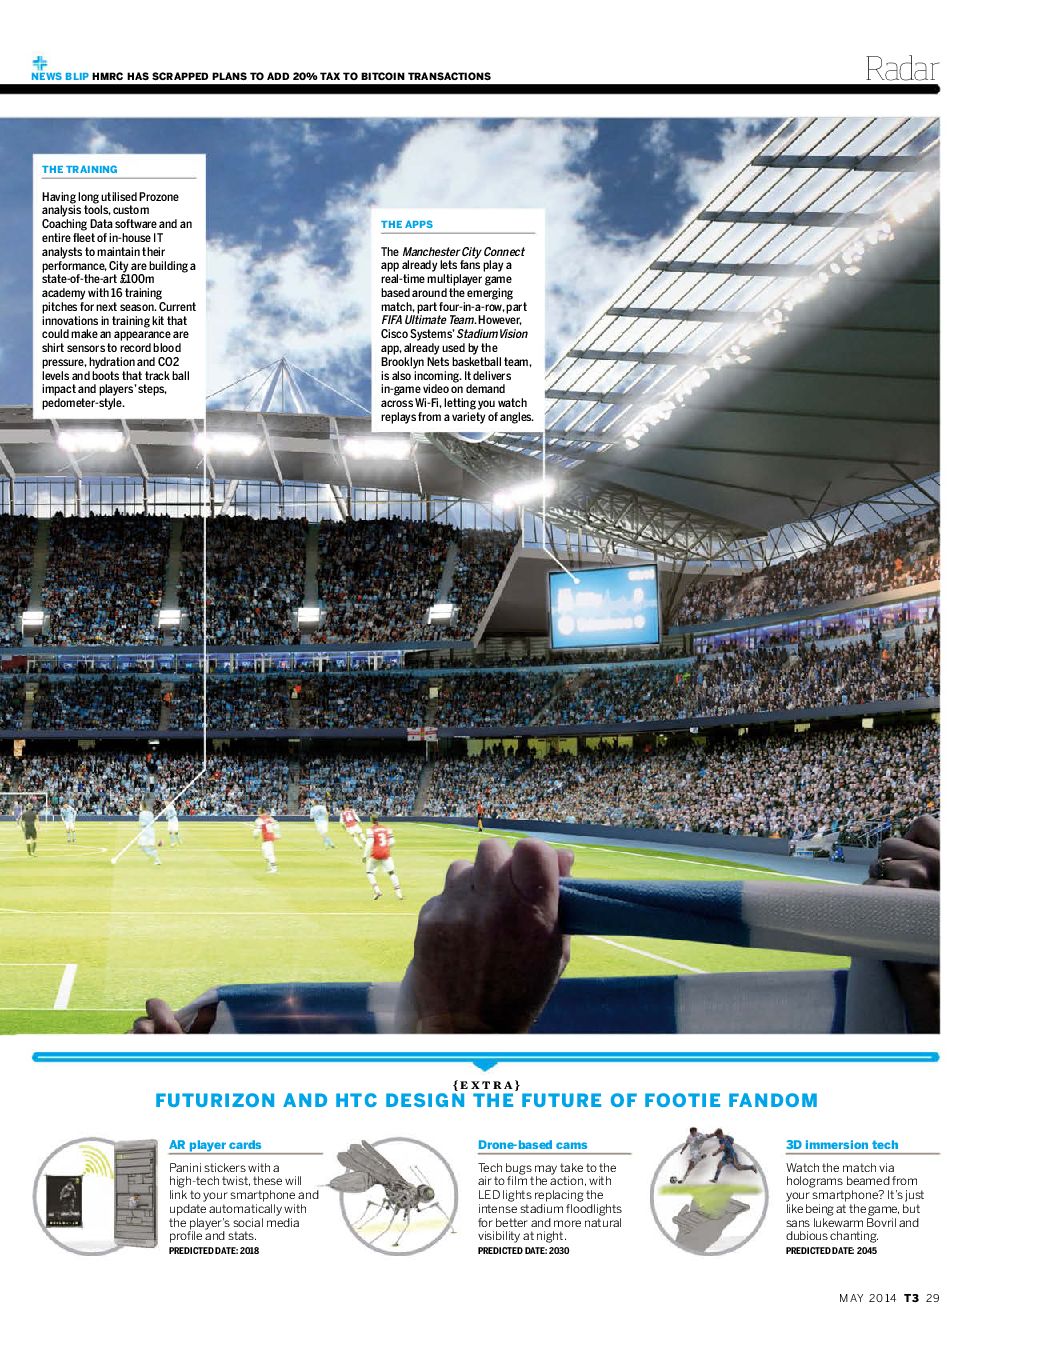 NEWS BLIP HMRC HAS SCRAPPED PLANS TO ADD 20% TAX TO BITCOIN TRANSACTIONS
Radar
THE TRAINING
Having long utilised Prozone
analysis tools, custom
Coaching Data software and an
entire fleet of in-house IT
analysts to maintain their
performance, City are building a
state-of-the-art £100m
academy with 16 training
pitches for next season. Current
innovations in training kit that
could make an appearance are
shirt sensors to record blood
pressure, hydration and CO2
levels and boots that track ball
impact and players' steps,
pedometer-style.
THE APPS
The Manchester City Connect
app already lets fans play a
real-time multiplayer game
based around the emerging
match, part four-in-a-row, part
FIFA Ultimate Team. However,
Cisco Systems' StadiumVision
app, already used by the
Brooklyn Nets basketball team,
is also incoming. It delivers
in-game video on demand
across Wi-Fi, letting you watch
replays from a variety of angles.
3
{EXTRA}
FUTURIZON AND HTC DESIGN THE FUTURE OF FOOTIE FANDOM
AR player cards
Panini stickers with a
high-tech twist, these will
link to your smartphone and
update automatically with
the player's social media
profile and stats.
PREDICTED DATE: 2018
Drone-based cams
Tech bugs may take to the
air to film the action, with
LED lights replacing the
intense stadium floodlights
for better and more natural
visibility at night.
PREDICTED DATE: 2030
3D immersion tech
Watch the match via
holograms beamed from
your smartphone? It's just
like being at the game, but
sans lukewarm Bovril and
dubious chanting.
PREDICTED DATE: 2045
MAY 2014 T3 29